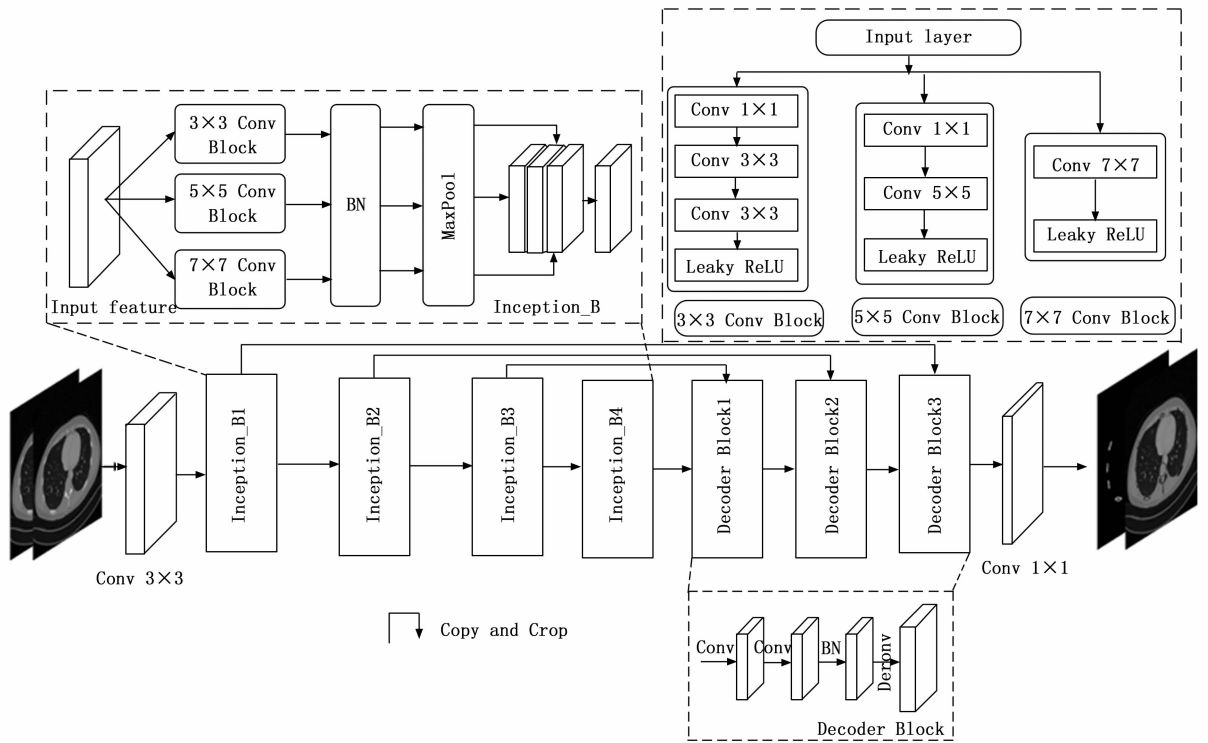 Input layer
Conv 1×1
Conv 3×3
Conv 3×3
Leaky ReLU
3×3 Conv Block
Conv 1×1
Conv 5×5
Leaky ReLU
5×5 Conv Block
Conv 7×7
Leaky ReLU
7×7 Conv Block
3×3 Conv
Block
5×5 Conv
Block
7×7 Conv
Block
Input feature
BN
MaxPool
Inception_B
Inception_B1
Inception_B2
Inception_B3
Inception_B4
Decoder Block1
Decoder Block2
Decoder Block3
Conv 3×3
Conv 1×1
Copy and Crop
Conv
Conv
BN
Deronv
Decoder Block